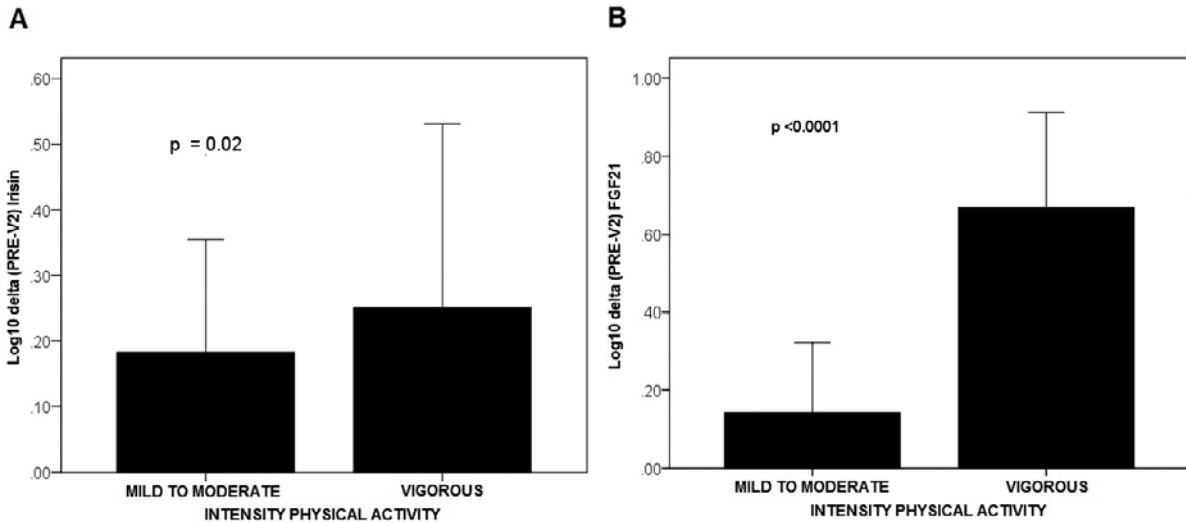 A
Log10 delta (PRE-V2) Irisin
.60
.50
.40
.30
.20
.10
.00
p = 0.02
MILD TO MODERATE
VIGOROUS
INTENSITY PHYSICAL ACTIVITY
B
Log10 delta (PRE-V2) FGF21
1.00
.80
.60
.40
.20
.00
p <0.0001
MILD TO MODERATE
VIGOROUS
INTENSITY PHYSICAL ACTIVITY